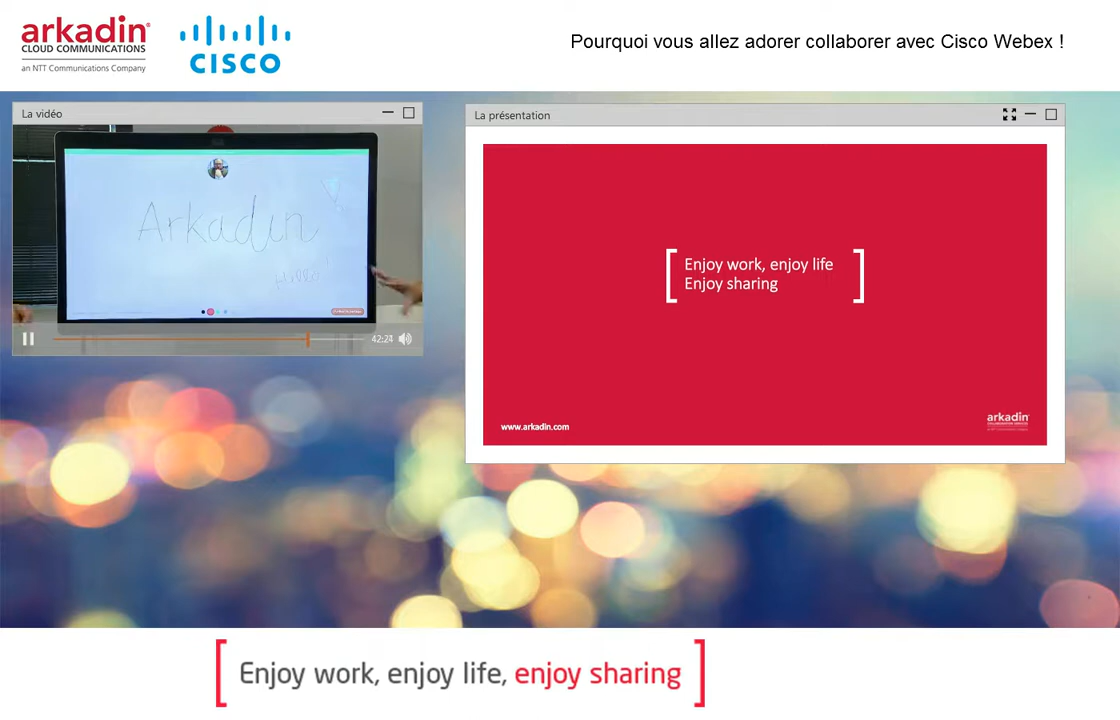 arkadin
CLOUD COMMUNICATIONS
an NTT Communications Company
CISCO
Pourquoi vous allez adorer collaborer avec Cisco Webex !
La vidéo
Arkadin
42:24
La présentation
Enjoy work, enjoy life
Enjoy sharing
www.arkadin.com
arkadin
Enjoy work, enjoy life, enjoy sharing